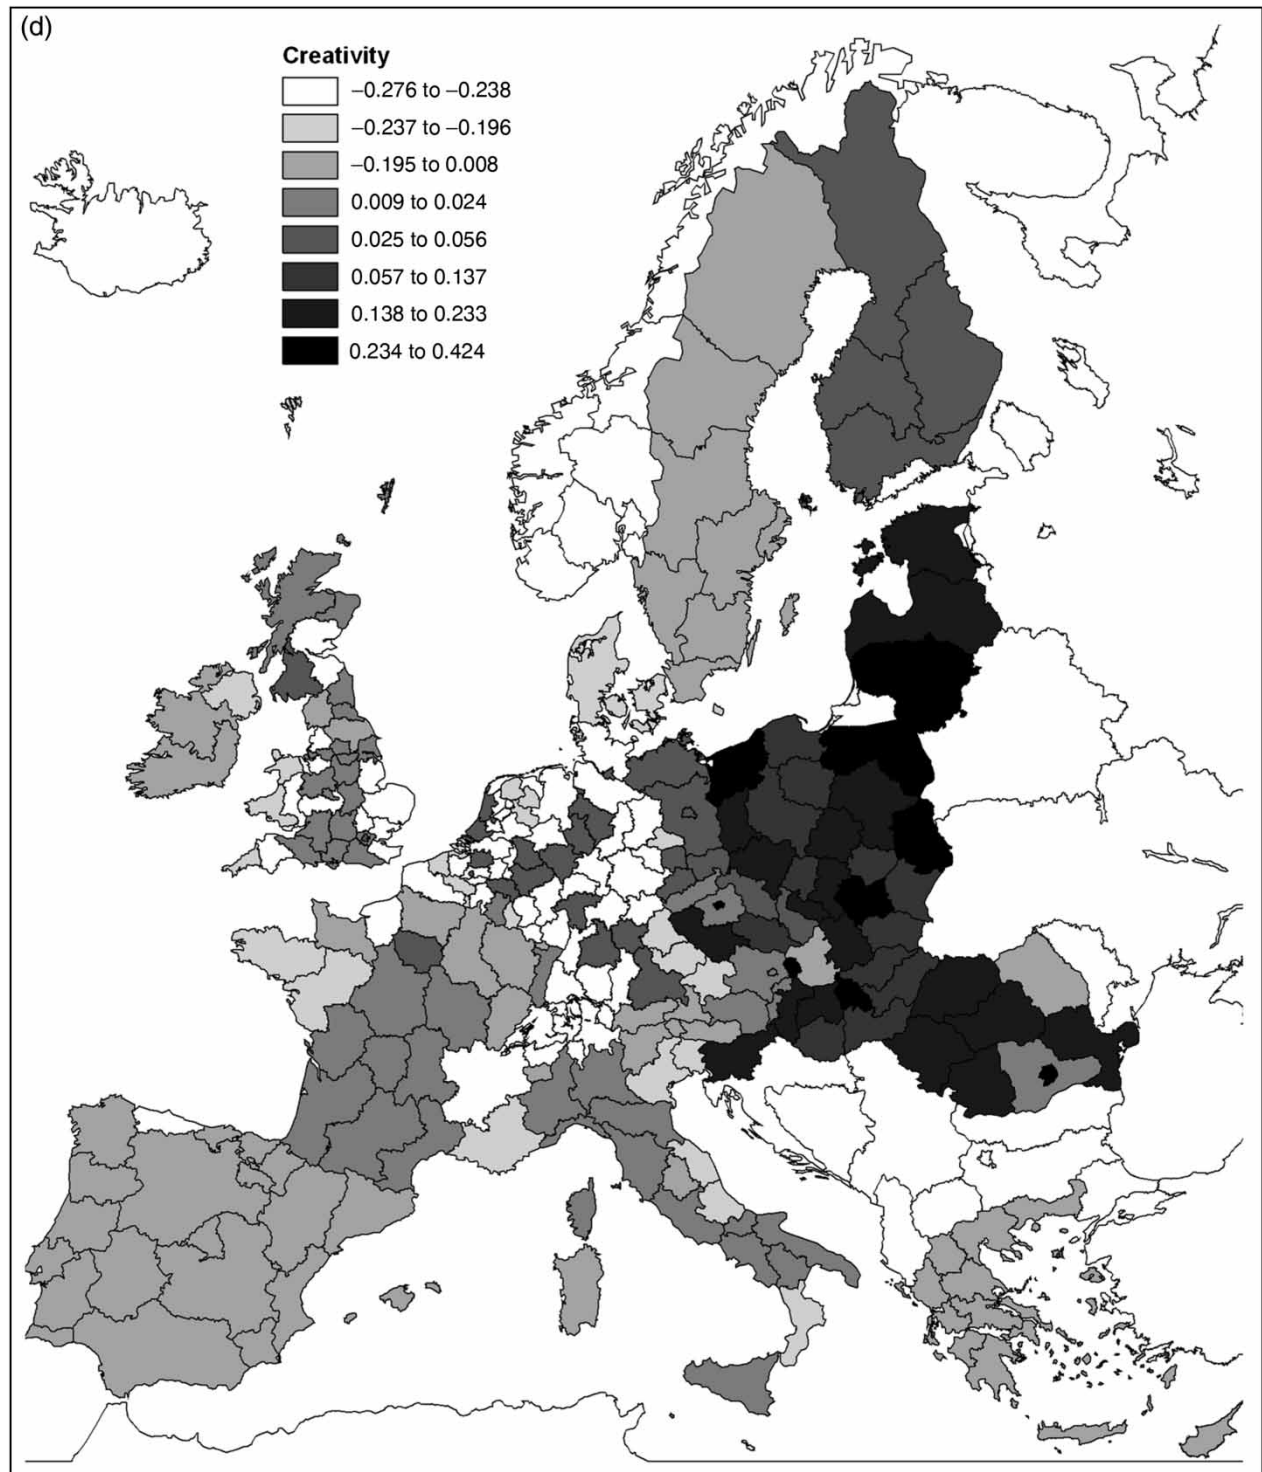 (d)
Creativity
−0.276 to −0.238
−0.237 to −0.196
−0.195 to 0.008
0.009 to 0.024
0.025 to 0.056
0.057 to 0.137
0.138 to 0.233
0.234 to 0.424